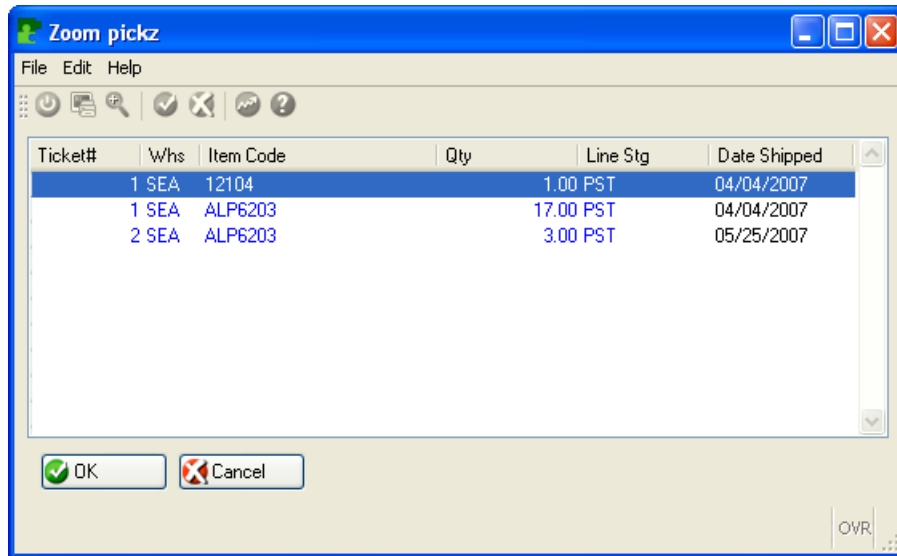 Zoom pickz
File Edit Help
Ticket# Whs Item Code Qty Line Stg Date Shipped
1 SEA 12104 1.00 PST 04/04/2007
1 SEA ALP6203 17.00 PST 04/04/2007
2 SEA ALP6203 3.00 PST 05/25/2007
OK Cancel
OVR